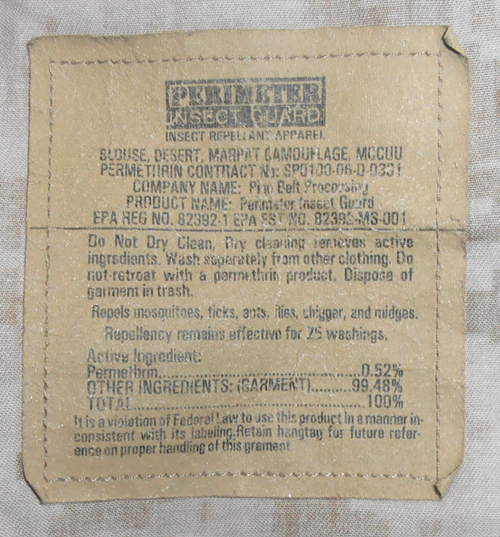 PERIMETER
INSECT GUARD
INSECT REPELLANT APPAREL
BLOUSE, DESERT, MARPAT CAMOUFLAGE, MCCUU
PERMETHRIN CONTRACT No: SP0100-06-D-0331
COMPANY NAME: Pine Belt Processing
PRODUCT NAME: Perimeter Insect Guard
EPA REG NO. 82392-1 EPA EST NO. 82392-MS-001
Do Not Dry Clean. Dry cleaning removes active
ingredients. Wash separately from other clothing. Do
not retreat with a permethrin product. Dispose of
garment in trash.
Repels mosquitoes, ticks, ants, flies, chigger, and midges.
Repellency remains effective for 25 washings.
Active Ingredient:
Permethrin..................................0.52%
OTHER INGREDIENTS: (GARMENT).........99.48%
TOTAL.......................................100%
It is a violation of Federal Law to use this product in a manner in-
consistent with its labeling.Retain hangtag for future refer-
ence on proper handling of this grement